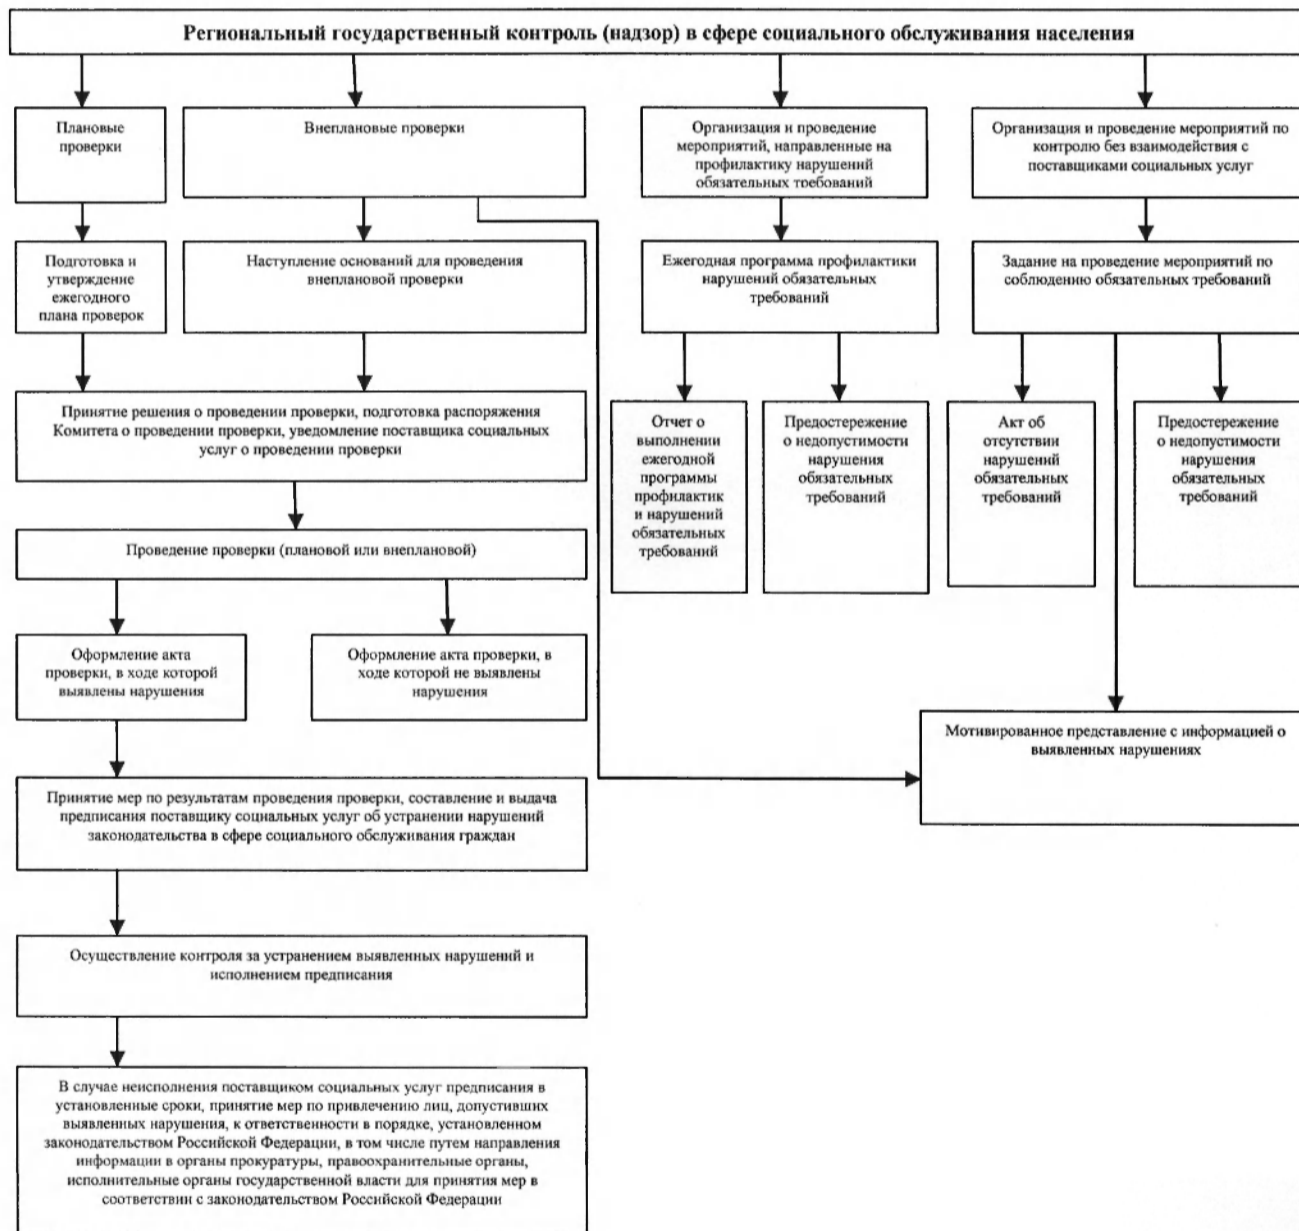 Региональный государственный контроль (надзор) в сфере социального обслуживания населения
Плановые
проверки
Внеплановые проверки
Организация и проведение
мероприятий, направленные на
профилактику нарушений
обязательных требований
Организация и проведение мероприятий по
контролю без взаимодействия с
поставщиками социальных услуг
Подготовка и
утверждение
ежегодного
плана проверок
Наступление оснований для проведения
внеплановой проверки
Ежегодная программа профилактики
нарушений обязательных
требований
Задание на проведение мероприятий по
соблюдению обязательных требований
Принятие решения о проведении проверки, подготовка распоряжения
Комитета о проведении проверки, уведомление поставщика социальных
услуг о проведении проверки
Отчет о
выполнении
ежегодной
программы
профилактик
и нарушений
обязательных
требований
Предостережение
о недопустимости
нарушения
обязательных
требований
Акт об
отсутствии
нарушений
обязательных
требований
Предостережение
о недопустимости
нарушения
обязательных
требований
Проведение проверки (плановой или внеплановой)
Оформление акта
проверки, в ходе которой
выявлены нарушения
Оформление акта проверки, в
ходе которой не выявлены
нарушения
Мотивированное представление с информацией о
выявленных нарушениях
Принятие мер по результатам проведения проверки, составление и выдача
предписания поставщику социальных услуг об устранении нарушений
законодательства в сфере социального обслуживания граждан
Осуществление контроля за устранением выявленных нарушений и
исполнением предписания
В случае неисполнения поставщиком социальных услуг предписания в
установленные сроки, принятие мер по привлечению лиц, допустивших
выявленных нарушения, к ответственности в порядке, установленном
законодательством Российской Федерации, в том числе путем направления
информации в органы прокуратуры, правоохранительные органы,
исполнительные органы государственной власти для принятия мер в
соответствии с законодательством Российской Федерации